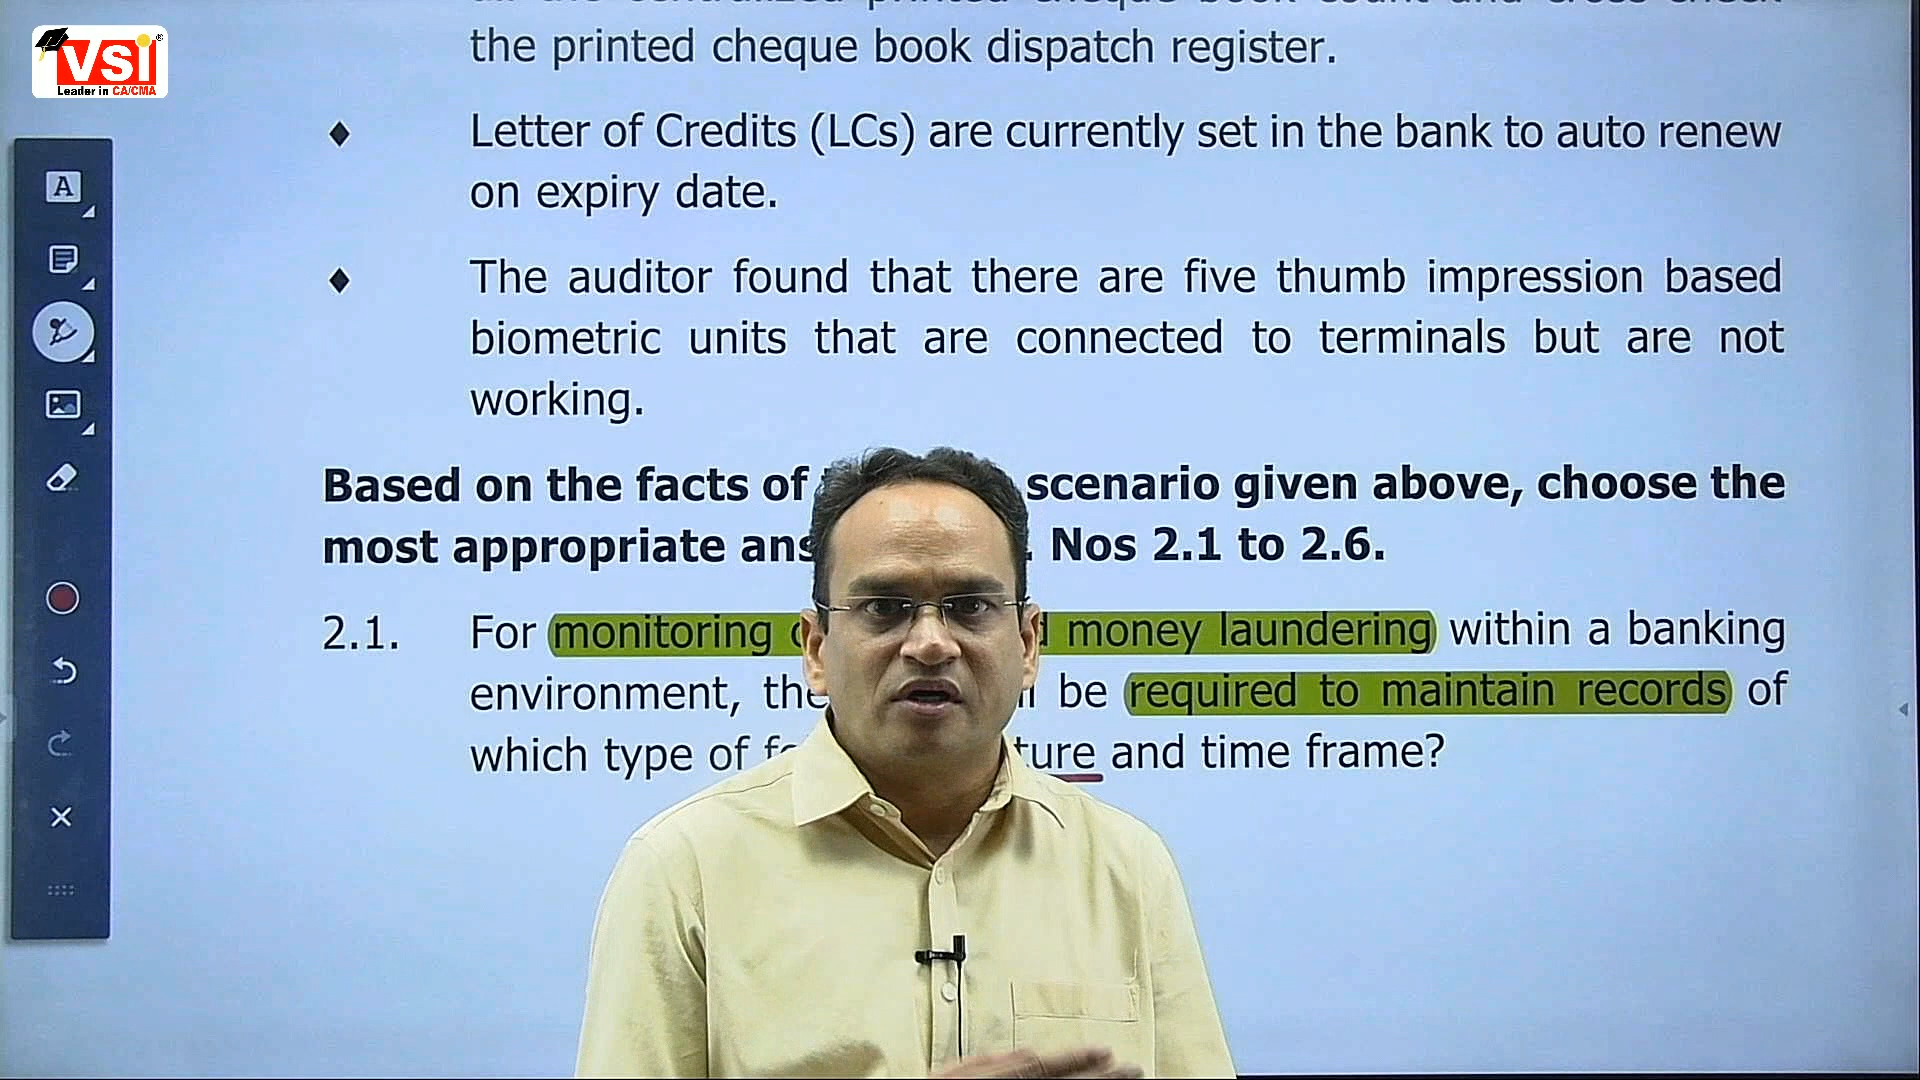 VSI
Leader in CA/CMA
the printed cheque book dispatch register.
♦ Letter of Credits (LCs) are currently set in the bank to auto renew
on expiry date.
♦ The auditor found that there are five thumb impression based
biometric units that are connected to terminals but are not
working.
Based on the facts of scenario given above, choose the
most appropriate Nos 2.1 to 2.6.
2.1. For monitoring money laundering within a banking
environment, be required to maintain records of
which type of and time frame?
A